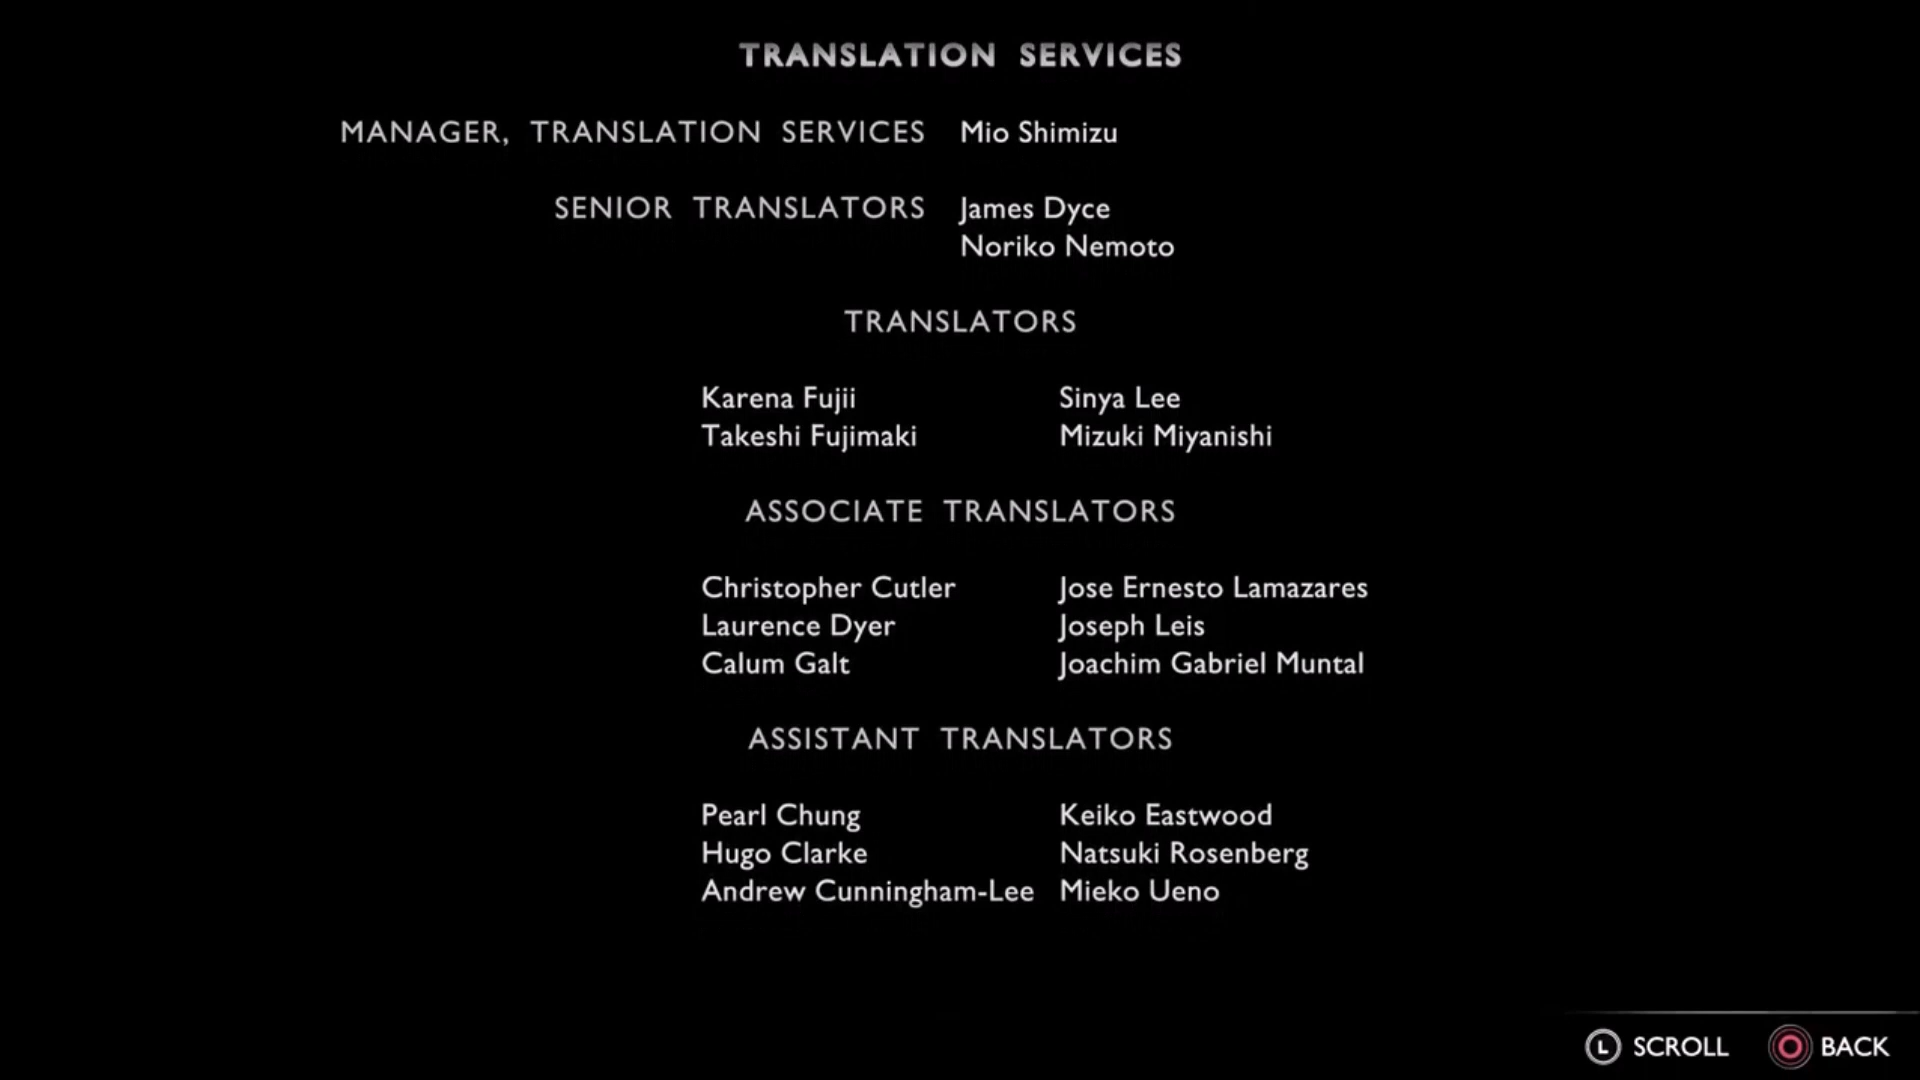 TRANSLATION SERVICES
MANAGER, TRANSLATION SERVICES Mio Shimizu
SENIOR TRANSLATORS James Dyce
Noriko Nemoto
TRANSLATORS
Karena Fujii Sinya Lee
Takeshi Fujimaki Mizuki Miyanishi
ASSOCIATE TRANSLATORS
Christopher Cutler Jose Ernesto Lamazares
Laurence Dyer Joseph Leis
Calum Galt Joachim Gabriel Muntal
ASSISTANT TRANSLATORS
Pearl Chung Keiko Eastwood
Hugo Clarke Natsuki Rosenberg
Andrew Cunningham-Lee Mieko Ueno
L SCROLL BACK